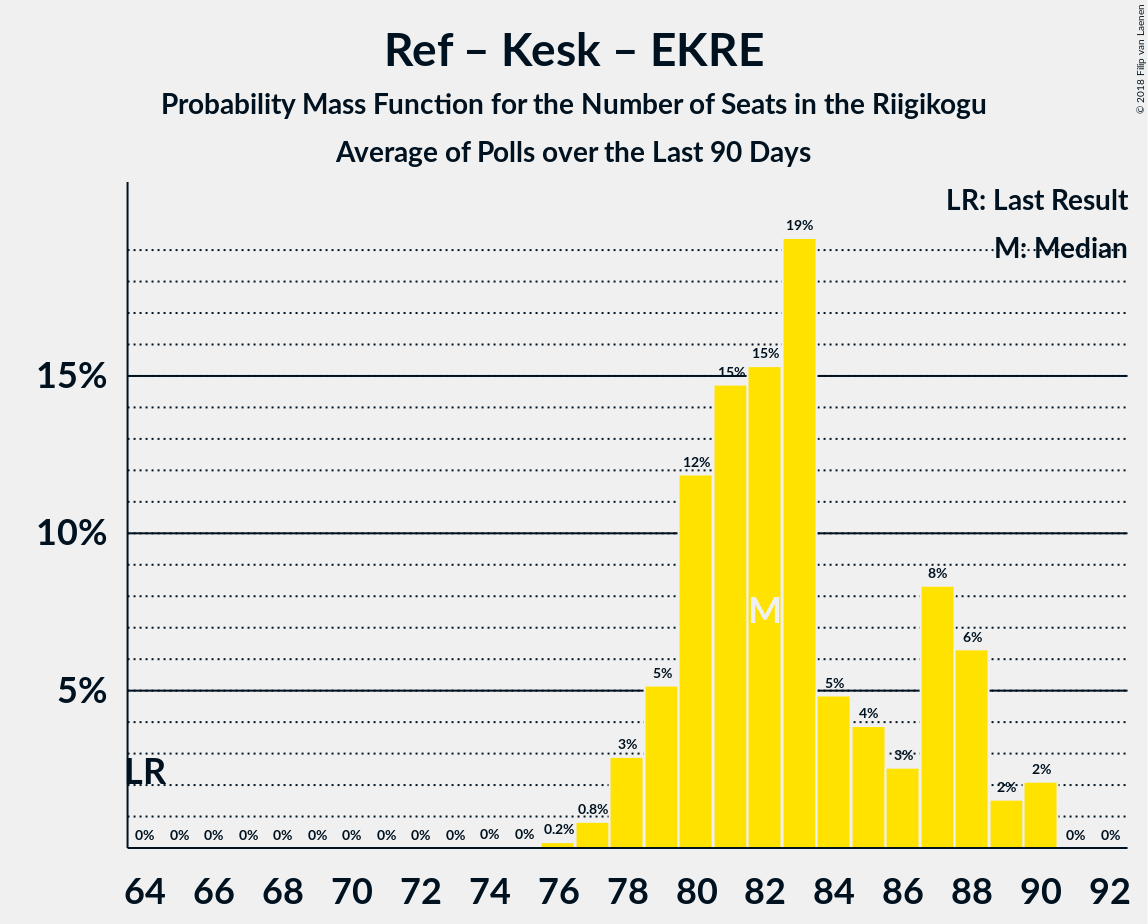 Ref – Kesk – EKRE
Probability Mass Function for the Number of Seats in the Riigikogu
Average of Polls over the Last 90 Days
© 2018 Filip van Laenen
LR: Last Result
M: Median
19%
15%
15%
15%
12%
10%
8%
M
6%
5%
5%
5%
4%
3%
3%
LR
2%
2%
0.8%
0.2%
0% 0% 0% 0% 0% 0% 0% 0% 0% 0% 0% 0% 0% 0%
64 66 68 70 72 74 76 78 80 82 84 86 88 90 92